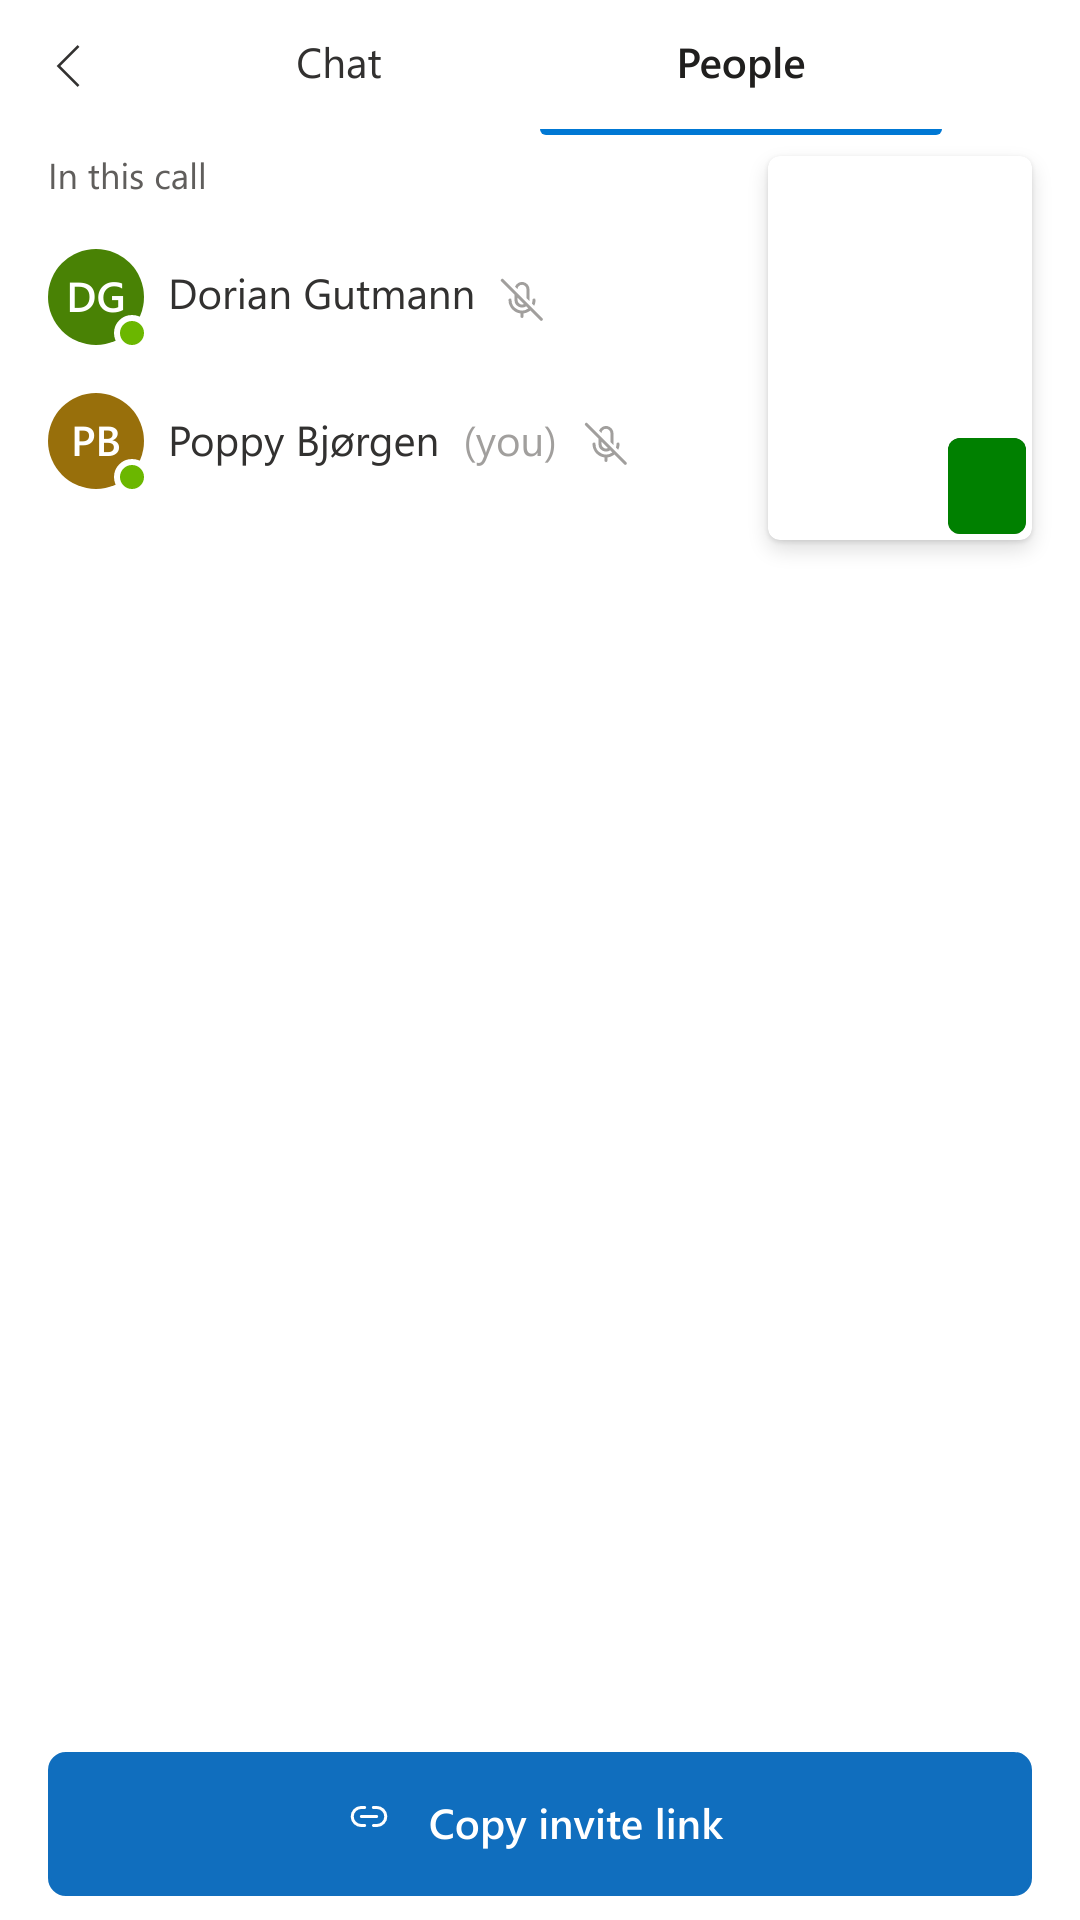 Chat People
In this call
DG Dorian Gutmann
PB Poppy Bjørgen (you)
Copy invite link